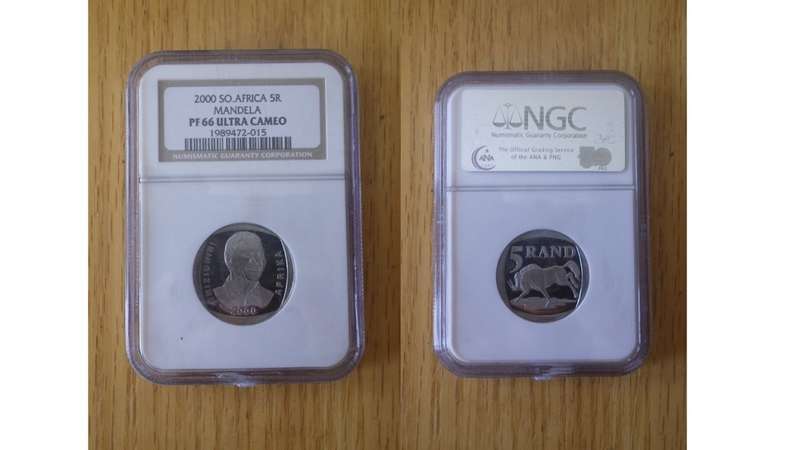 2000 SO.AFRICA 5R
MANDELA
PF 66 ULTRA CAMEO
1989472-015
NUMISMATIC GUARANTY CORPORATION
AFRIKA
2000
NGC
Numismatic Guaranty Corporation
The Official Grading Service
of the ANA & PNG
ANA
5 RAND